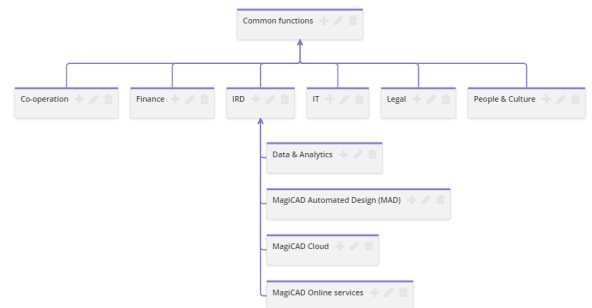 Common functions
Co-operation
Finance
IRD
IT
Legal
People & Culture
Data & Analytics
MagiCAD Automated Design (MAD)
MagiCAD Cloud
MagiCAD Online services